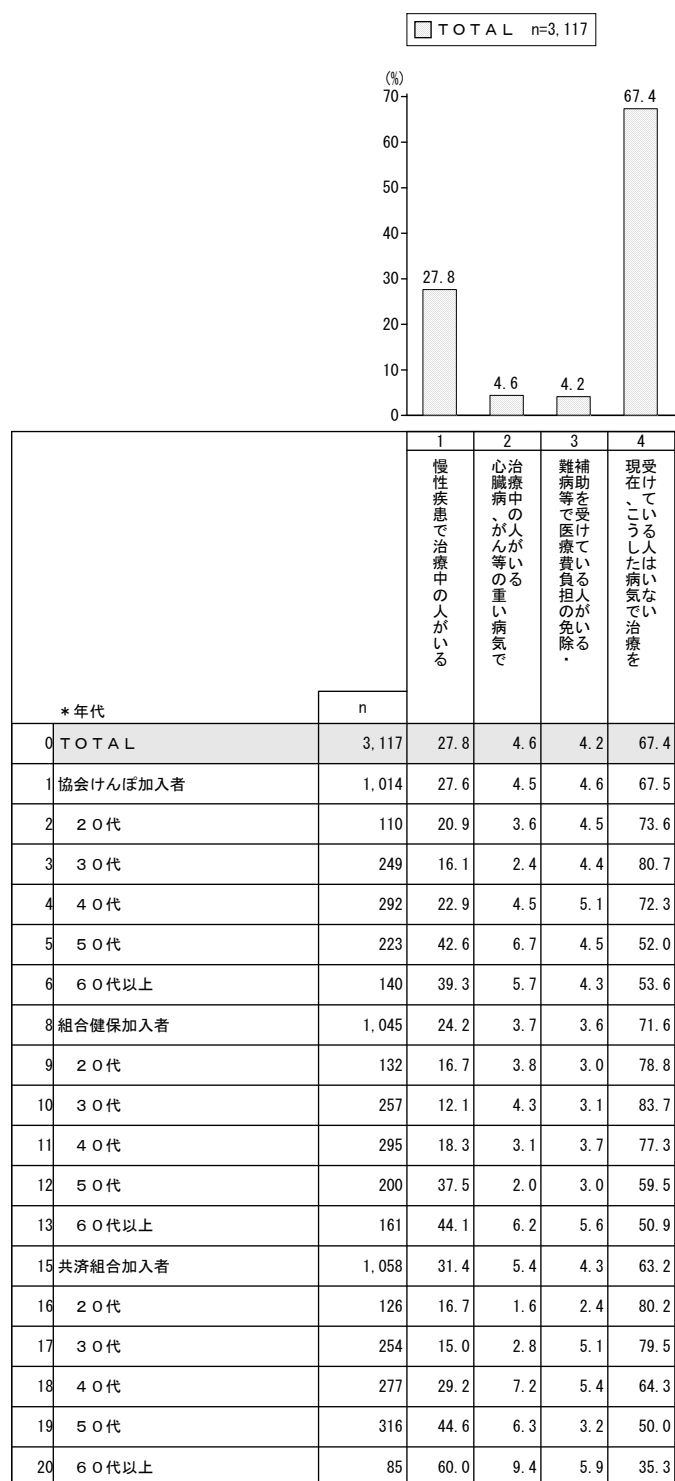 ＴＯＴＡＬ n=3,117
(%)
70
60
50
40
30
20
10
0
27.8
4.6
4.2
67.4
1 2 3 4
慢性疾患で治療中の人がいる
心臓病、がん等の重い病気で
治療中の人がいる
難病等で医療費負担の免除・
補助を受けている人がいる
現在、こうした病気で治療を
受けている人はいない
＊年代 n
0 ＴＯＴＡＬ 3,117 27.8 4.6 4.2 67.4
1 協会けんぽ加入者 1,014 27.6 4.5 4.6 67.5
2 ２０代 110 20.9 3.6 4.5 73.6
3 ３０代 249 16.1 2.4 4.4 80.7
4 ４０代 292 22.9 4.5 5.1 72.3
5 ５０代 223 42.6 6.7 4.5 52.0
6 ６０代以上 140 39.3 5.7 4.3 53.6
8 組合健保加入者 1,045 24.2 3.7 3.6 71.6
9 ２０代 132 16.7 3.8 3.0 78.8
10 ３０代 257 12.1 4.3 3.1 83.7
11 ４０代 295 18.3 3.1 3.7 77.3
12 ５０代 200 37.5 2.0 3.0 59.5
13 ６０代以上 161 44.1 6.2 5.6 50.9
15 共済組合加入者 1,058 31.4 5.4 4.3 63.2
16 ２０代 126 16.7 1.6 2.4 80.2
17 ３０代 254 15.0 2.8 5.1 79.5
18 ４０代 277 29.2 7.2 5.4 64.3
19 ５０代 316 44.6 6.3 3.2 50.0
20 ６０代以上 85 60.0 9.4 5.9 35.3